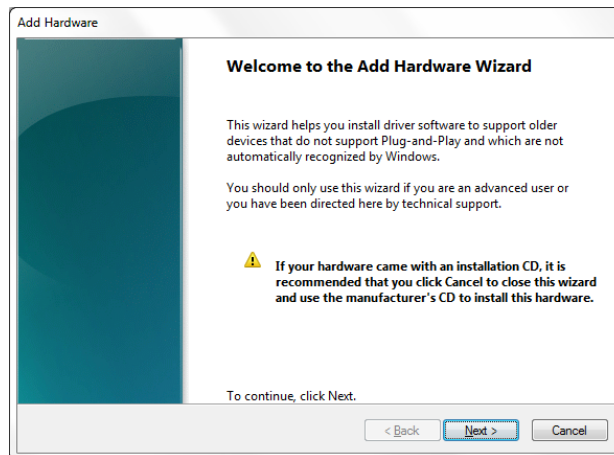 Add Hardware
Welcome to the Add Hardware Wizard
This wizard helps you install driver software to support older
devices that do not support Plug-and-Play and which are not
automatically recognized by Windows.
You should only use this wizard if you are an advanced user or
you have been directed here by technical support.
If your hardware came with an installation CD, it is
recommended that you click Cancel to close this wizard
and use the manufacturer's CD to install this hardware.
To continue, click Next.
< Back Next > Cancel